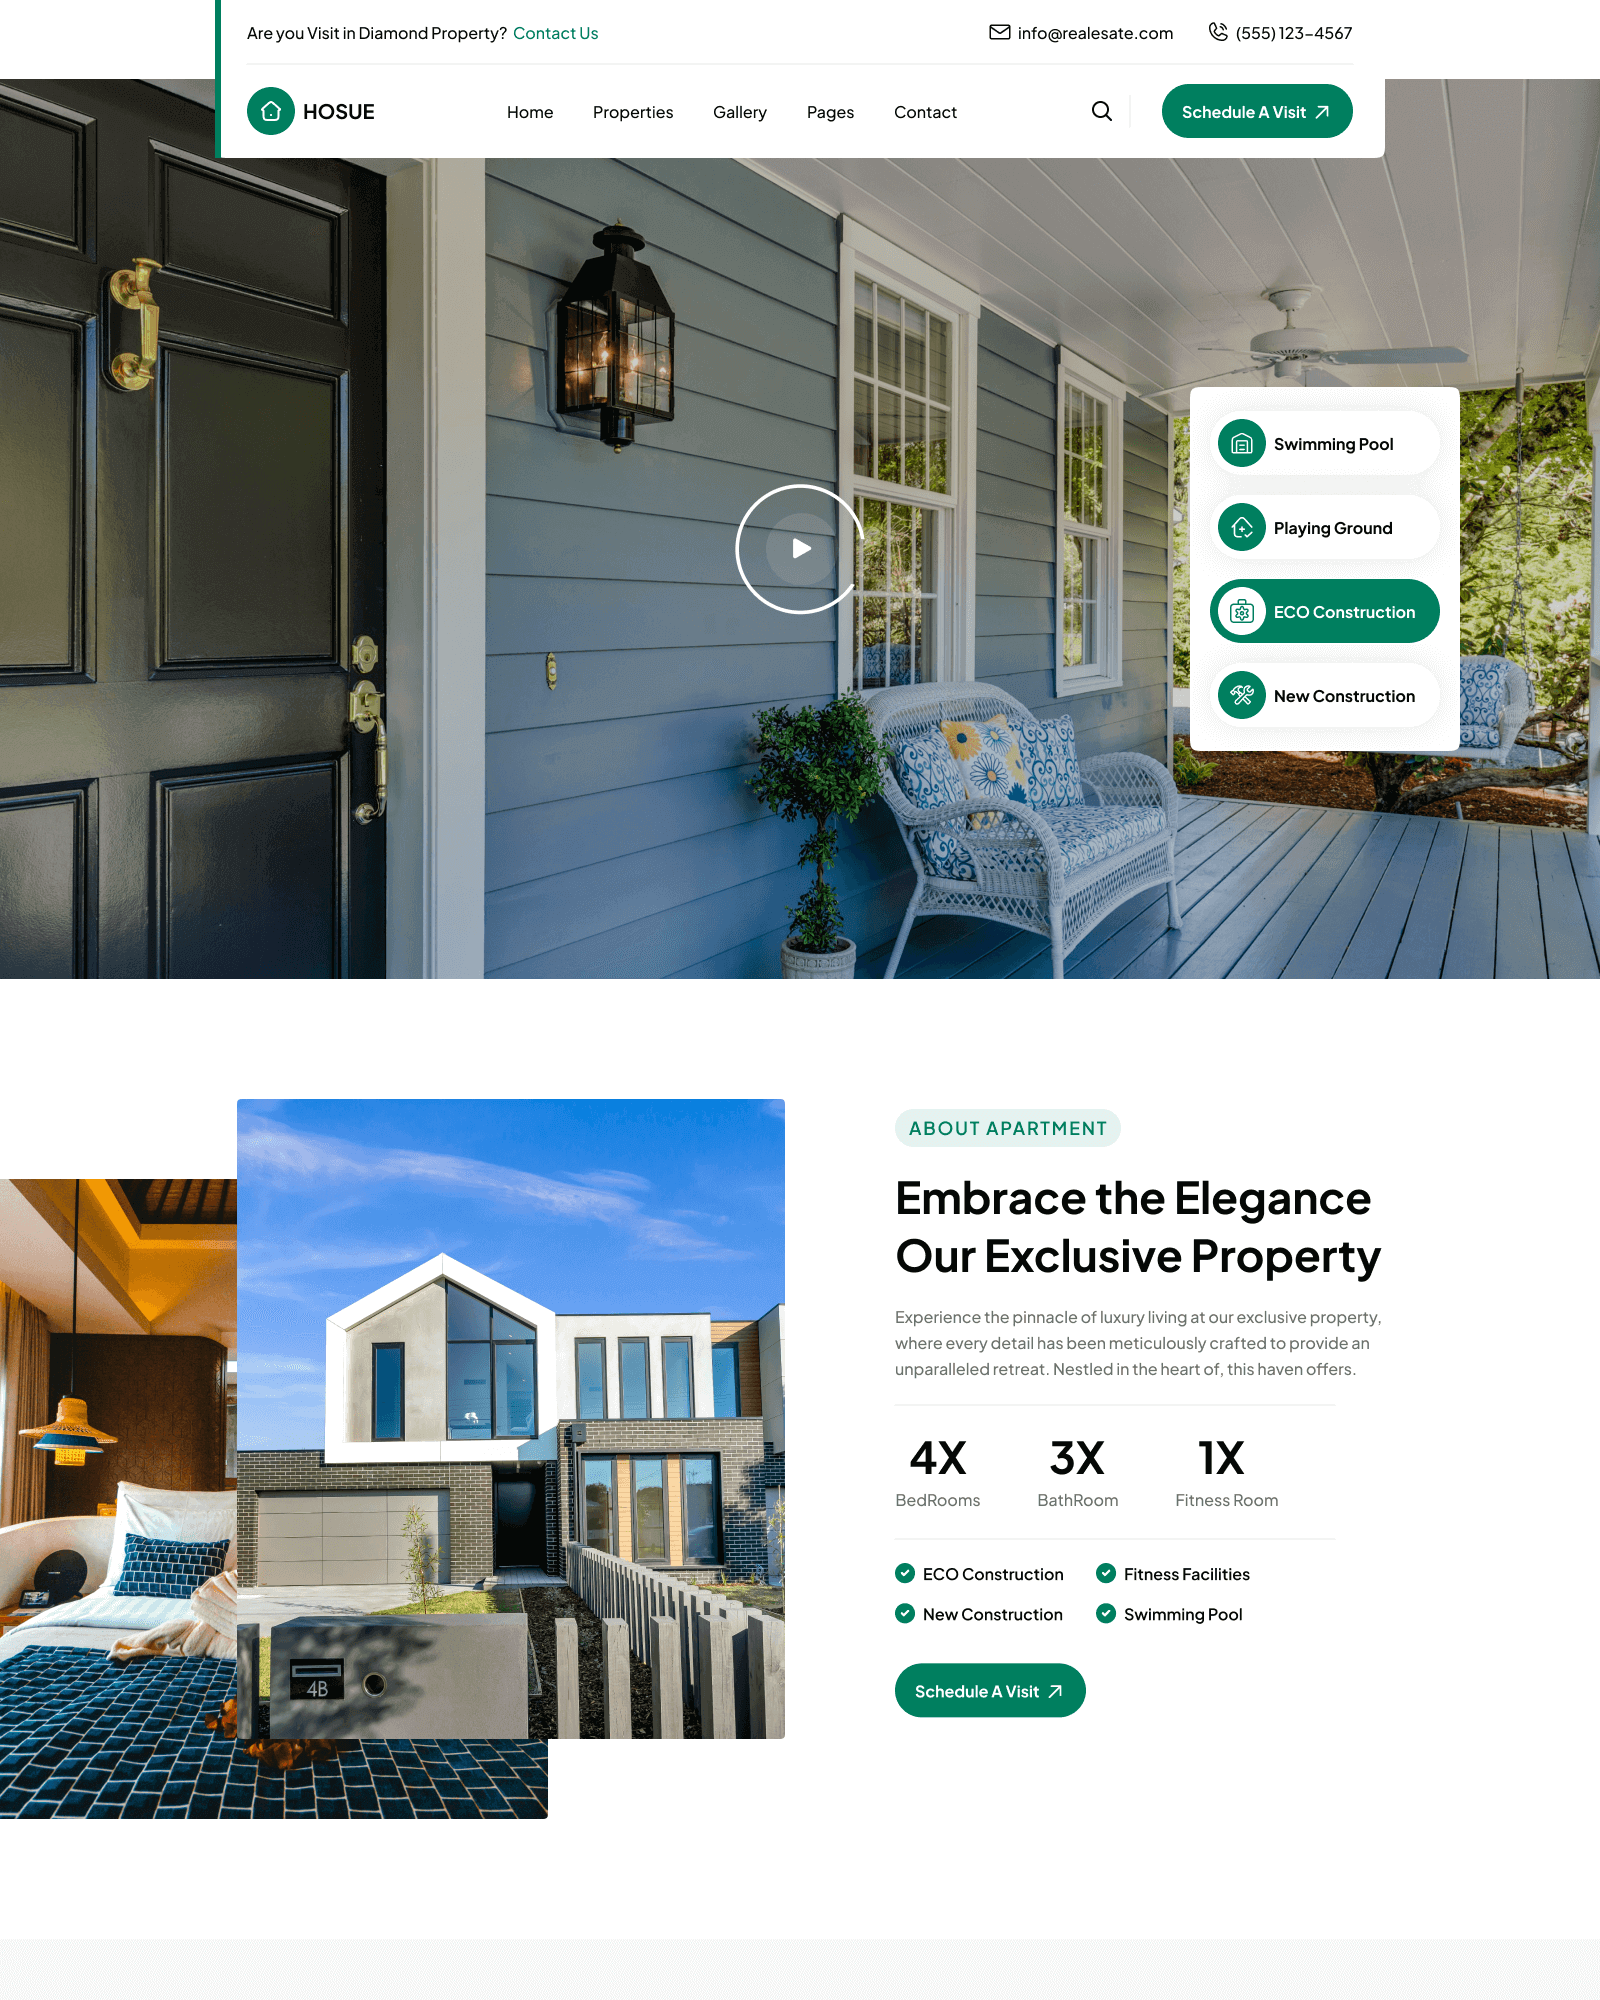 Are you Visit in Diamond Property? Contact Us
info@realesate.com
(555) 123-4567
HOSUE
Home
Properties
Gallery
Pages
Contact
Schedule A Visit
Swimming Pool
Playing Ground
ECO Construction
New Construction
ABOUT APARTMENT
Embrace the Elegance
Our Exclusive Property
Experience the pinnacle of luxury living at our exclusive property,
where every detail has been meticulously crafted to provide an
unparalleled retreat. Nestled in the heart of, this haven offers.
4X
BedRooms
3X
BathRoom
1X
Fitness Room
ECO Construction
Fitness Facilities
New Construction
Swimming Pool
4B
Schedule A Visit